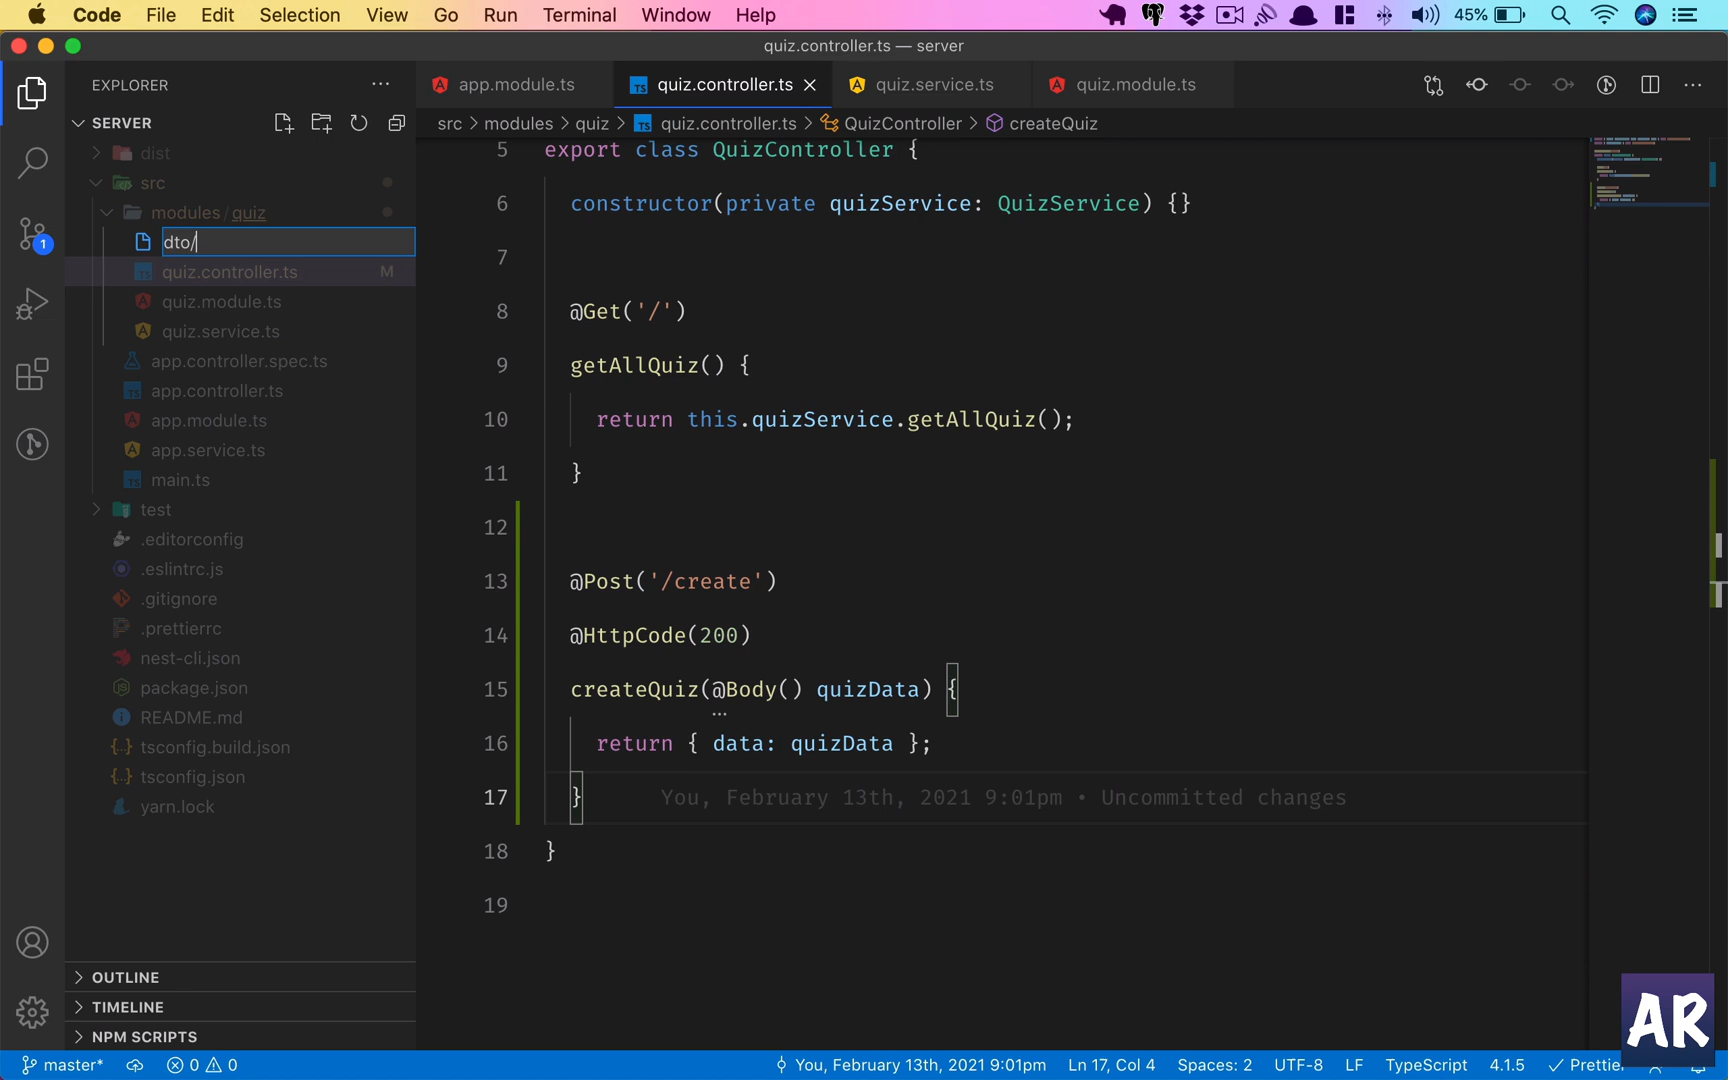 Code File Edit Selection View Go Run Terminal Window Help 45%
quiz.controller.ts — server
EXPLORER
app.module.ts quiz.controller.ts quiz.service.ts quiz.module.ts
SERVER
src > modules > quiz > quiz.controller.ts > QuizController > createQuiz
dist
src
modules / quiz
dto/
quiz.controller.ts M
quiz.module.ts
quiz.service.ts
app.controller.spec.ts
app.controller.ts
app.module.ts
app.service.ts
main.ts
test
.editorconfig
.eslintrc.js
.gitignore
.prettierrc
nest-cli.json
package.json
README.md
tsconfig.build.json
tsconfig.json
yarn.lock
OUTLINE
TIMELINE
NPM SCRIPTS
1
5 export class QuizController {
6 constructor(private quizService: QuizService) {}
7
8 @Get('/')
9 getAllQuiz() {
10 return this.quizService.getAllQuiz();
11 }
12
13 @Post('/create')
14 @HttpCode(200)
15 createQuiz(@Body() quizData) {
16 return { data: quizData };
17 } You, February 13th, 2021 9:01pm • Uncommitted changes
18 }
19
AR
master* 0 0 You, February 13th, 2021 9:01pm Ln 17, Col 4 Spaces: 2 UTF-8 LF TypeScript 4.1.5 Prettie